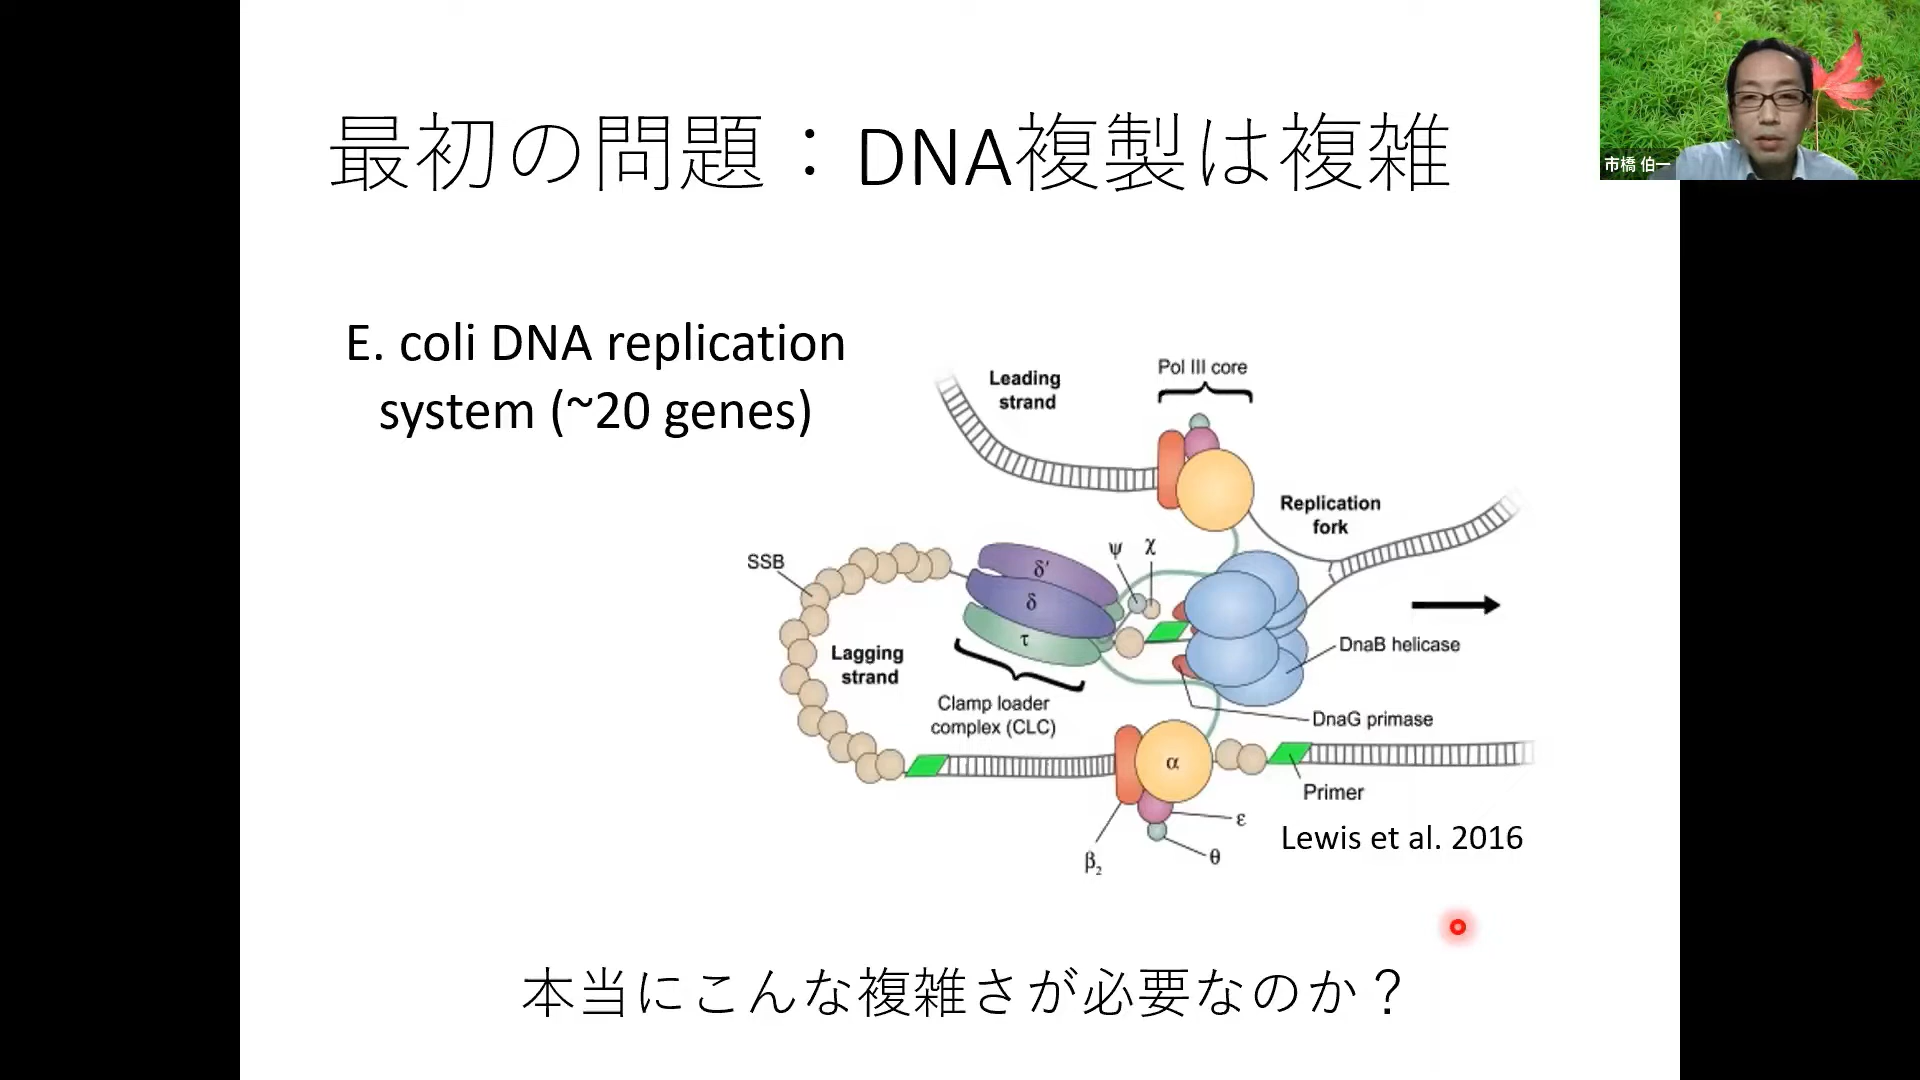 最初の問題：DNA複製は複雑
市橋 伯一
E. coli DNA replication
system (~20 genes)
Leading
strand
Pol III core
Replication
fork
SSB
δ'
δ
τ
ψ
χ
Lagging
strand
Clamp loader
complex (CLC)
DnaB helicase
DnaG primase
α
Primer
ε
θ
β2
Lewis et al. 2016
本当にこんな複雑さが必要なのか？